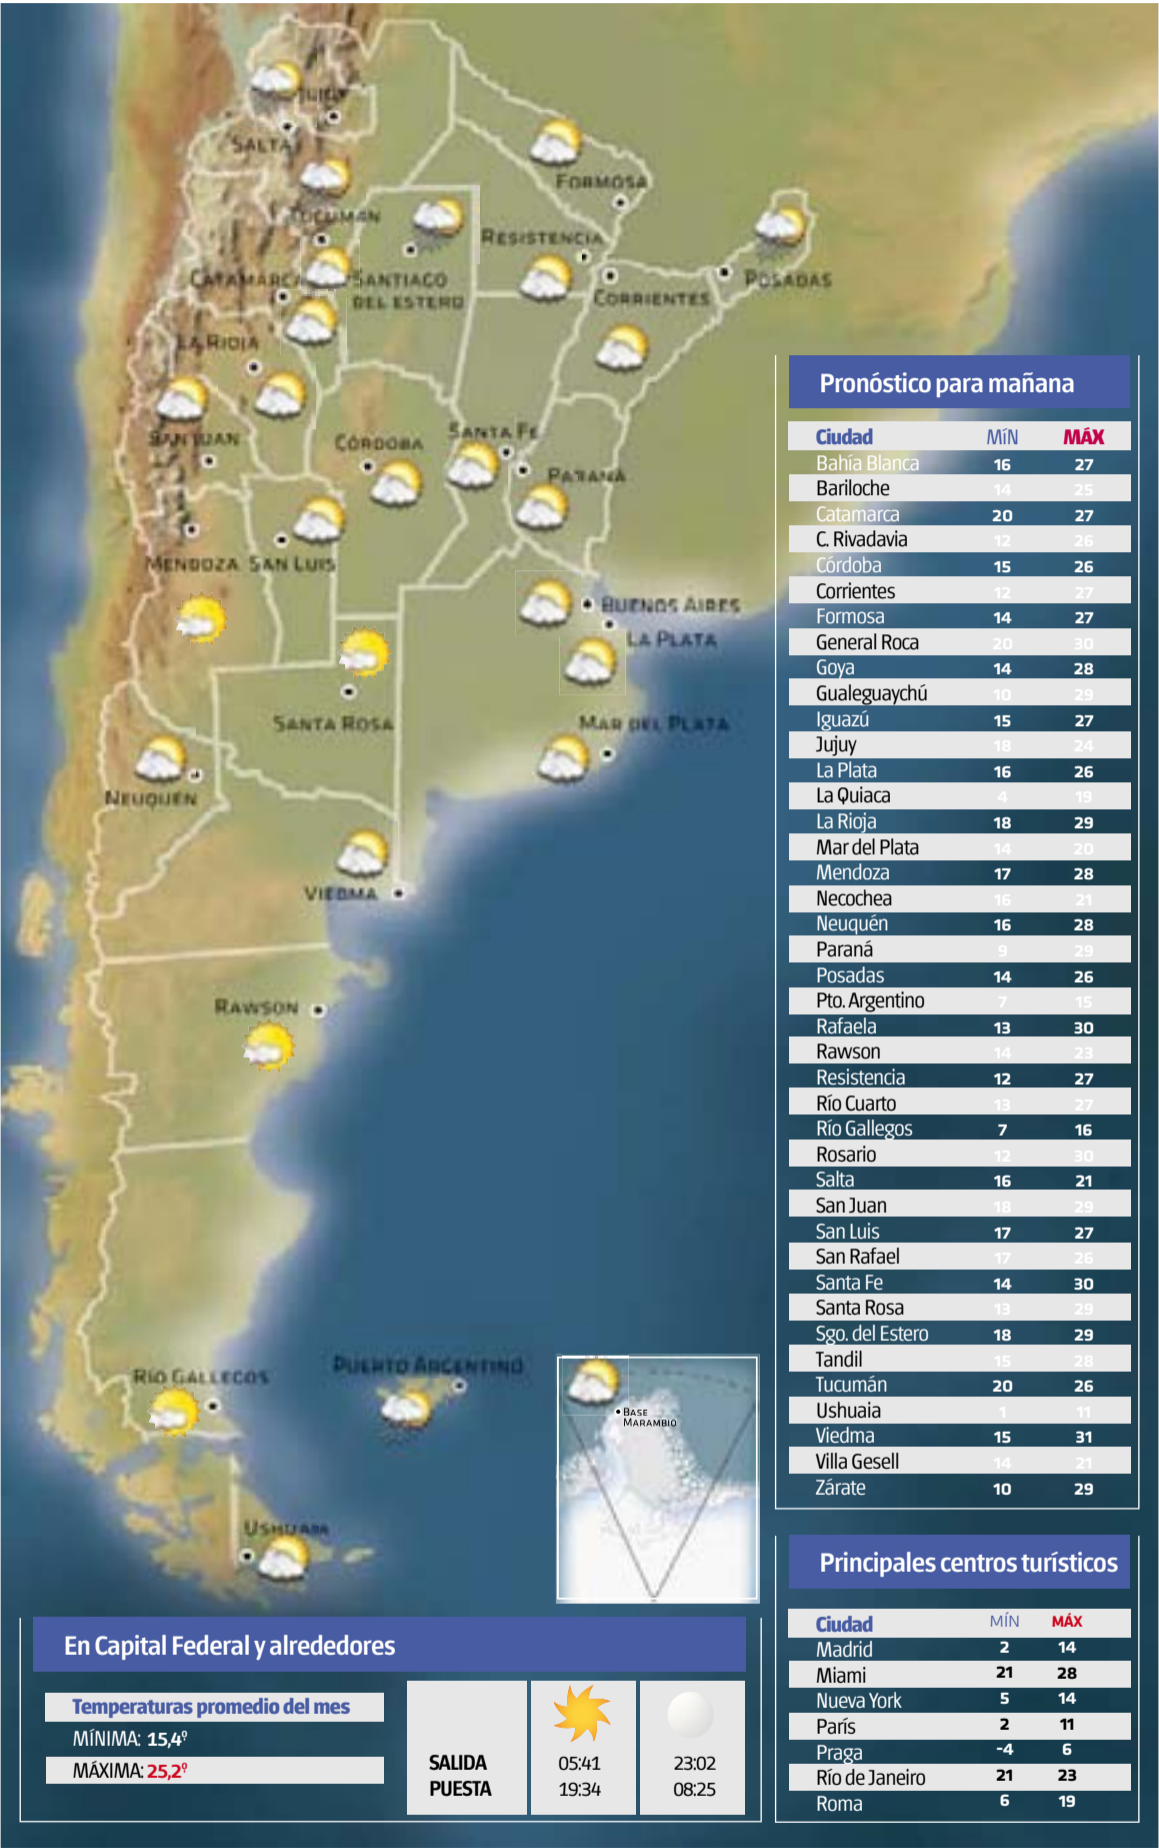 JUJUY
SALTA
TUCUMÁN
FORMOSA
RESISTENCIA
CATAMARCA
SANTIAGO
DEL ESTERO
CORRIENTES
POSADAS
LA RIOJA
SAN JUAN
CÓRDOBA
SANTA FE
PARANÁ
MENDOZA
SAN LUIS
BUENOS AIRES
LA PLATA
SANTA ROSA
MAR DEL PLATA
NEUQUÉN
VIEDMA
RAWSON
RÍO GALLEGOS
PUERTO ARGENTINO
BASE
MARAMBIO
USHUAIA
Pronóstico para mañana
Ciudad MíN MÁX
Bahía Blanca 16 27
Bariloche 14 25
Catamarca 20 27
C. Rivadavia 12 26
Córdoba 15 26
Corrientes 12 27
Formosa 14 27
General Roca 20 30
Goya 14 28
Gualeguaychú 10 29
Iguazú 15 27
Jujuy 18 24
La Plata 16 26
La Quiaca 4 19
La Rioja 18 29
Mar del Plata 14 20
Mendoza 17 28
Necochea 16 21
Neuquén 16 28
Paraná 9 29
Posadas 14 26
Pto. Argentino 7 15
Rafaela 13 30
Rawson 14 23
Resistencia 12 27
Río Cuarto 13 27
Río Gallegos 7 16
Rosario 12 30
Salta 16 21
San Juan 18 29
San Luis 17 27
San Rafael 17 26
Santa Fe 14 30
Santa Rosa 13 29
Sgo. del Estero 18 29
Tandil 15 28
Tucumán 20 26
Ushuaia 1 11
Viedma 15 31
Villa Gesell 14 21
Zárate 10 29
Principales centros turísticos
Ciudad MÍN MÁX
Madrid 2 14
Miami 21 28
Nueva York 5 14
París 2 11
Praga -4 6
Río de Janeiro 21 23
Roma 6 19
En Capital Federal y alrededores
Temperaturas promedio del mes
MÍNIMA: 15,4º
MÁXIMA: 25,2º
SALIDA 05:41 23:02
PUESTA 19:34 08:25